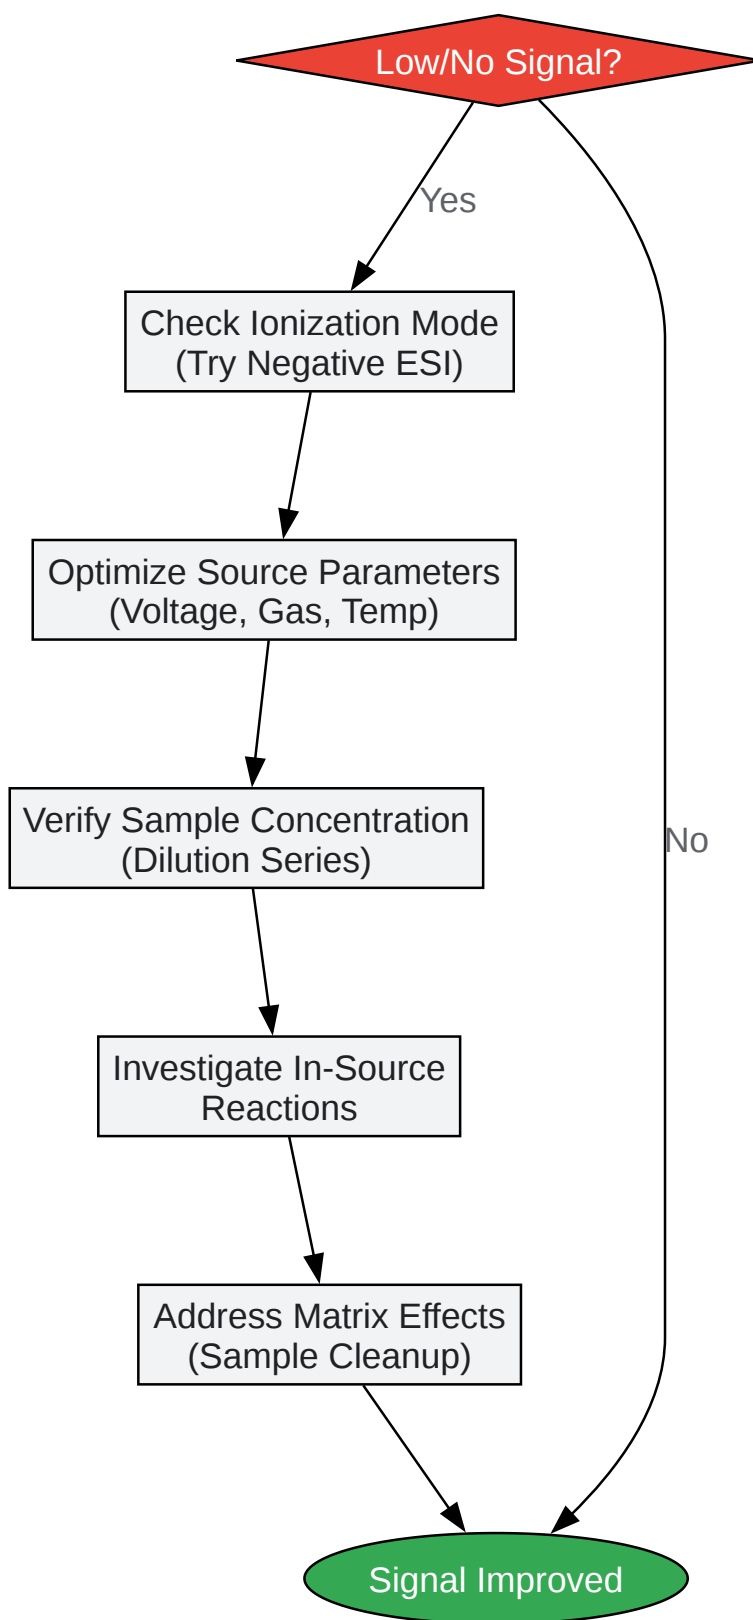 Low/No Signal?
Yes
Check Ionization Mode
(Try Negative ESI)
Optimize Source Parameters
(Voltage, Gas, Temp)
Verify Sample Concentration
(Dilution Series)
No
Investigate In-Source
Reactions
Address Matrix Effects
(Sample Cleanup)
Signal Improved